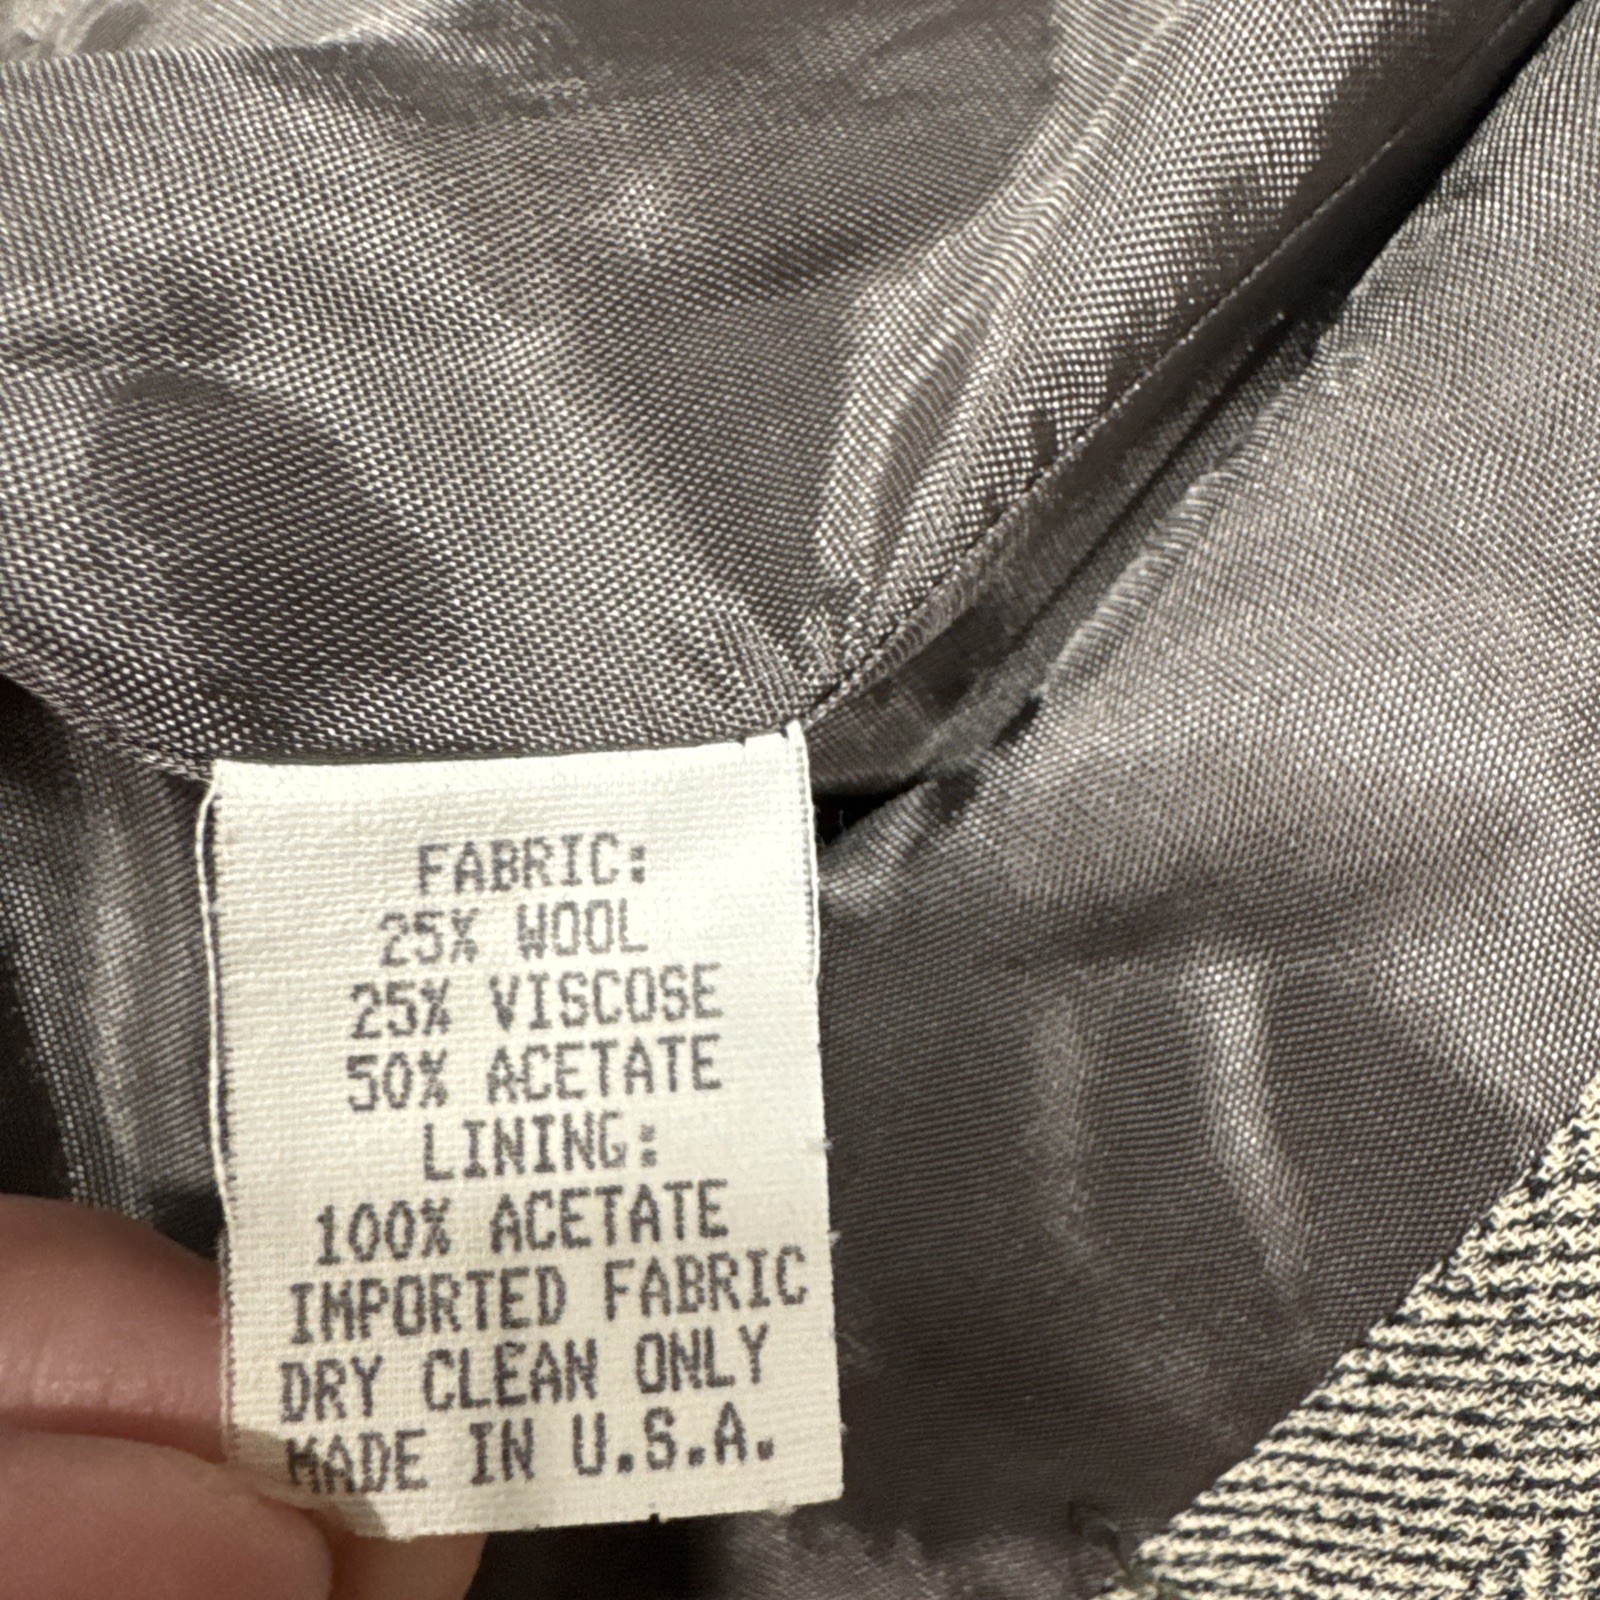 FABRIC:
25% WOOL
25% VISCOSE
50% ACETATE
LINING:
100% ACETATE
IMPORTED FABRIC
DRY CLEAN ONLY
MADE IN U.S.A.